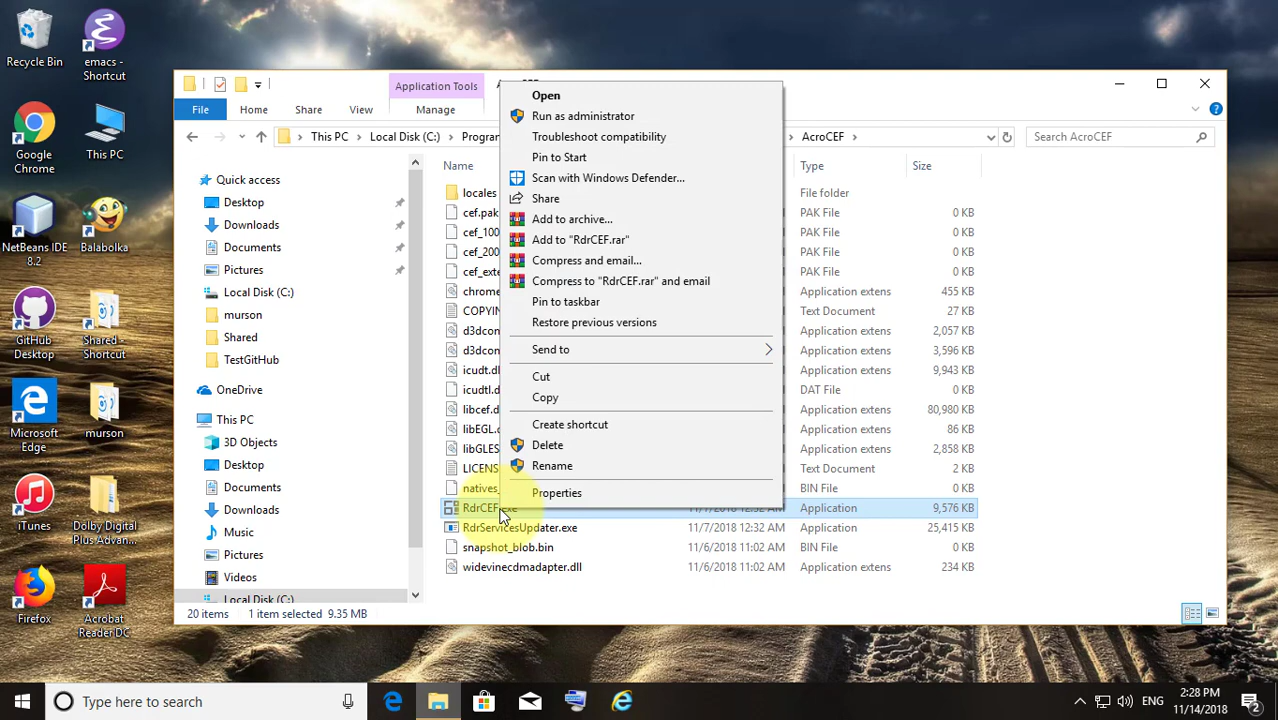 Recycle Bin
emacs -
Shortcut
Google
Chrome
This PC
NetBeans IDE
8.2
Balabolka
GitHub
Desktop
Shared -
Shortcut
Microsoft
Edge
murson
iTunes
Dolby Digital
Plus Advan...
Firefox
Acrobat
Reader DC
Application Tools
File
Home
Share
View
Manage
This PC
Local Disk (C:)
AcroCEF
Search AcroCEF
Quick access
Desktop
Downloads
Documents
Pictures
Local Disk (C:)
murson
Shared
TestGitHub
OneDrive
This PC
3D Objects
Desktop
Documents
Downloads
Music
Pictures
Videos
Local Disk (C:)
Name
Type
Size
locales
File folder
cef.pak
PAK File
0 KB
cef_100
PAK File
0 KB
cef_200
PAK File
0 KB
cef_exte
PAK File
0 KB
Application extens
455 KB
Text Document
27 KB
Application extens
2,057 KB
Application extens
3,596 KB
icudt.d
Application extens
9,943 KB
icudtl.d
DAT File
0 KB
libcef.d
Application extens
80,980 KB
libEGL.d
Application extens
86 KB
libGLES
Application extens
2,858 KB
Text Document
0 KB
natives_
BIN File
0 KB
RdrCEF.exe
11/7/2018 12:32 AM
Application
9,576 KB
RdrServicesUpdater.exe
11/7/2018 12:32 AM
Application
25,415 KB
snapshot_blob.bin
11/6/2018 11:02 AM
BIN File
0 KB
widevinecdmadapter.dll
11/6/2018 11:02 AM
Application extens
234 KB
Open
Run as administrator
Troubleshoot compatibility
Pin to Start
Scan with Windows Defender...
Share
Add to archive...
Add to "RdrCEF.rar"
Compress and email...
Compress to "RdrCEF.rar" and email
Pin to taskbar
Restore previous versions
Send to
Cut
Copy
Create shortcut
Delete
Rename
Properties
20 items
1 item selected 9.35 MB
Type here to search
ENG
2:28 PM
11/14/2018
2